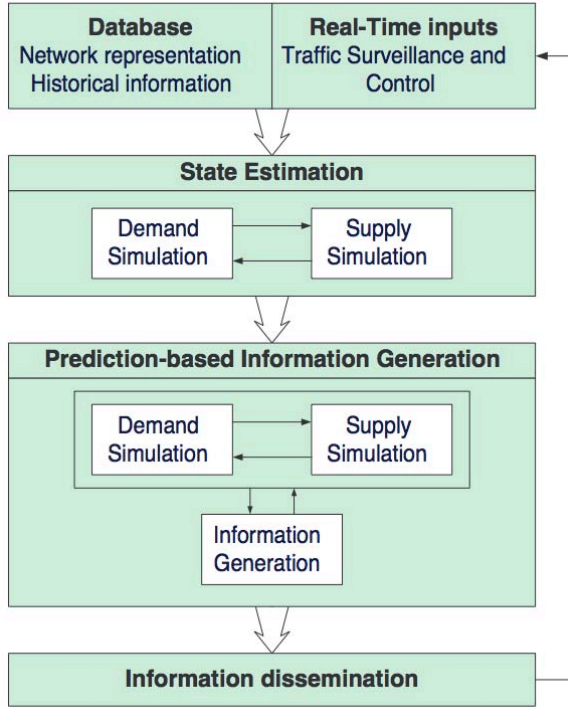 Database
Network representation
Historical information
Real-Time inputs
Traffic Surveillance and
Control
State Estimation
Demand
Simulation
Supply
Simulation
Prediction-based Information Generation
Demand
Simulation
Supply
Simulation
Information
Generation
Information dissemination